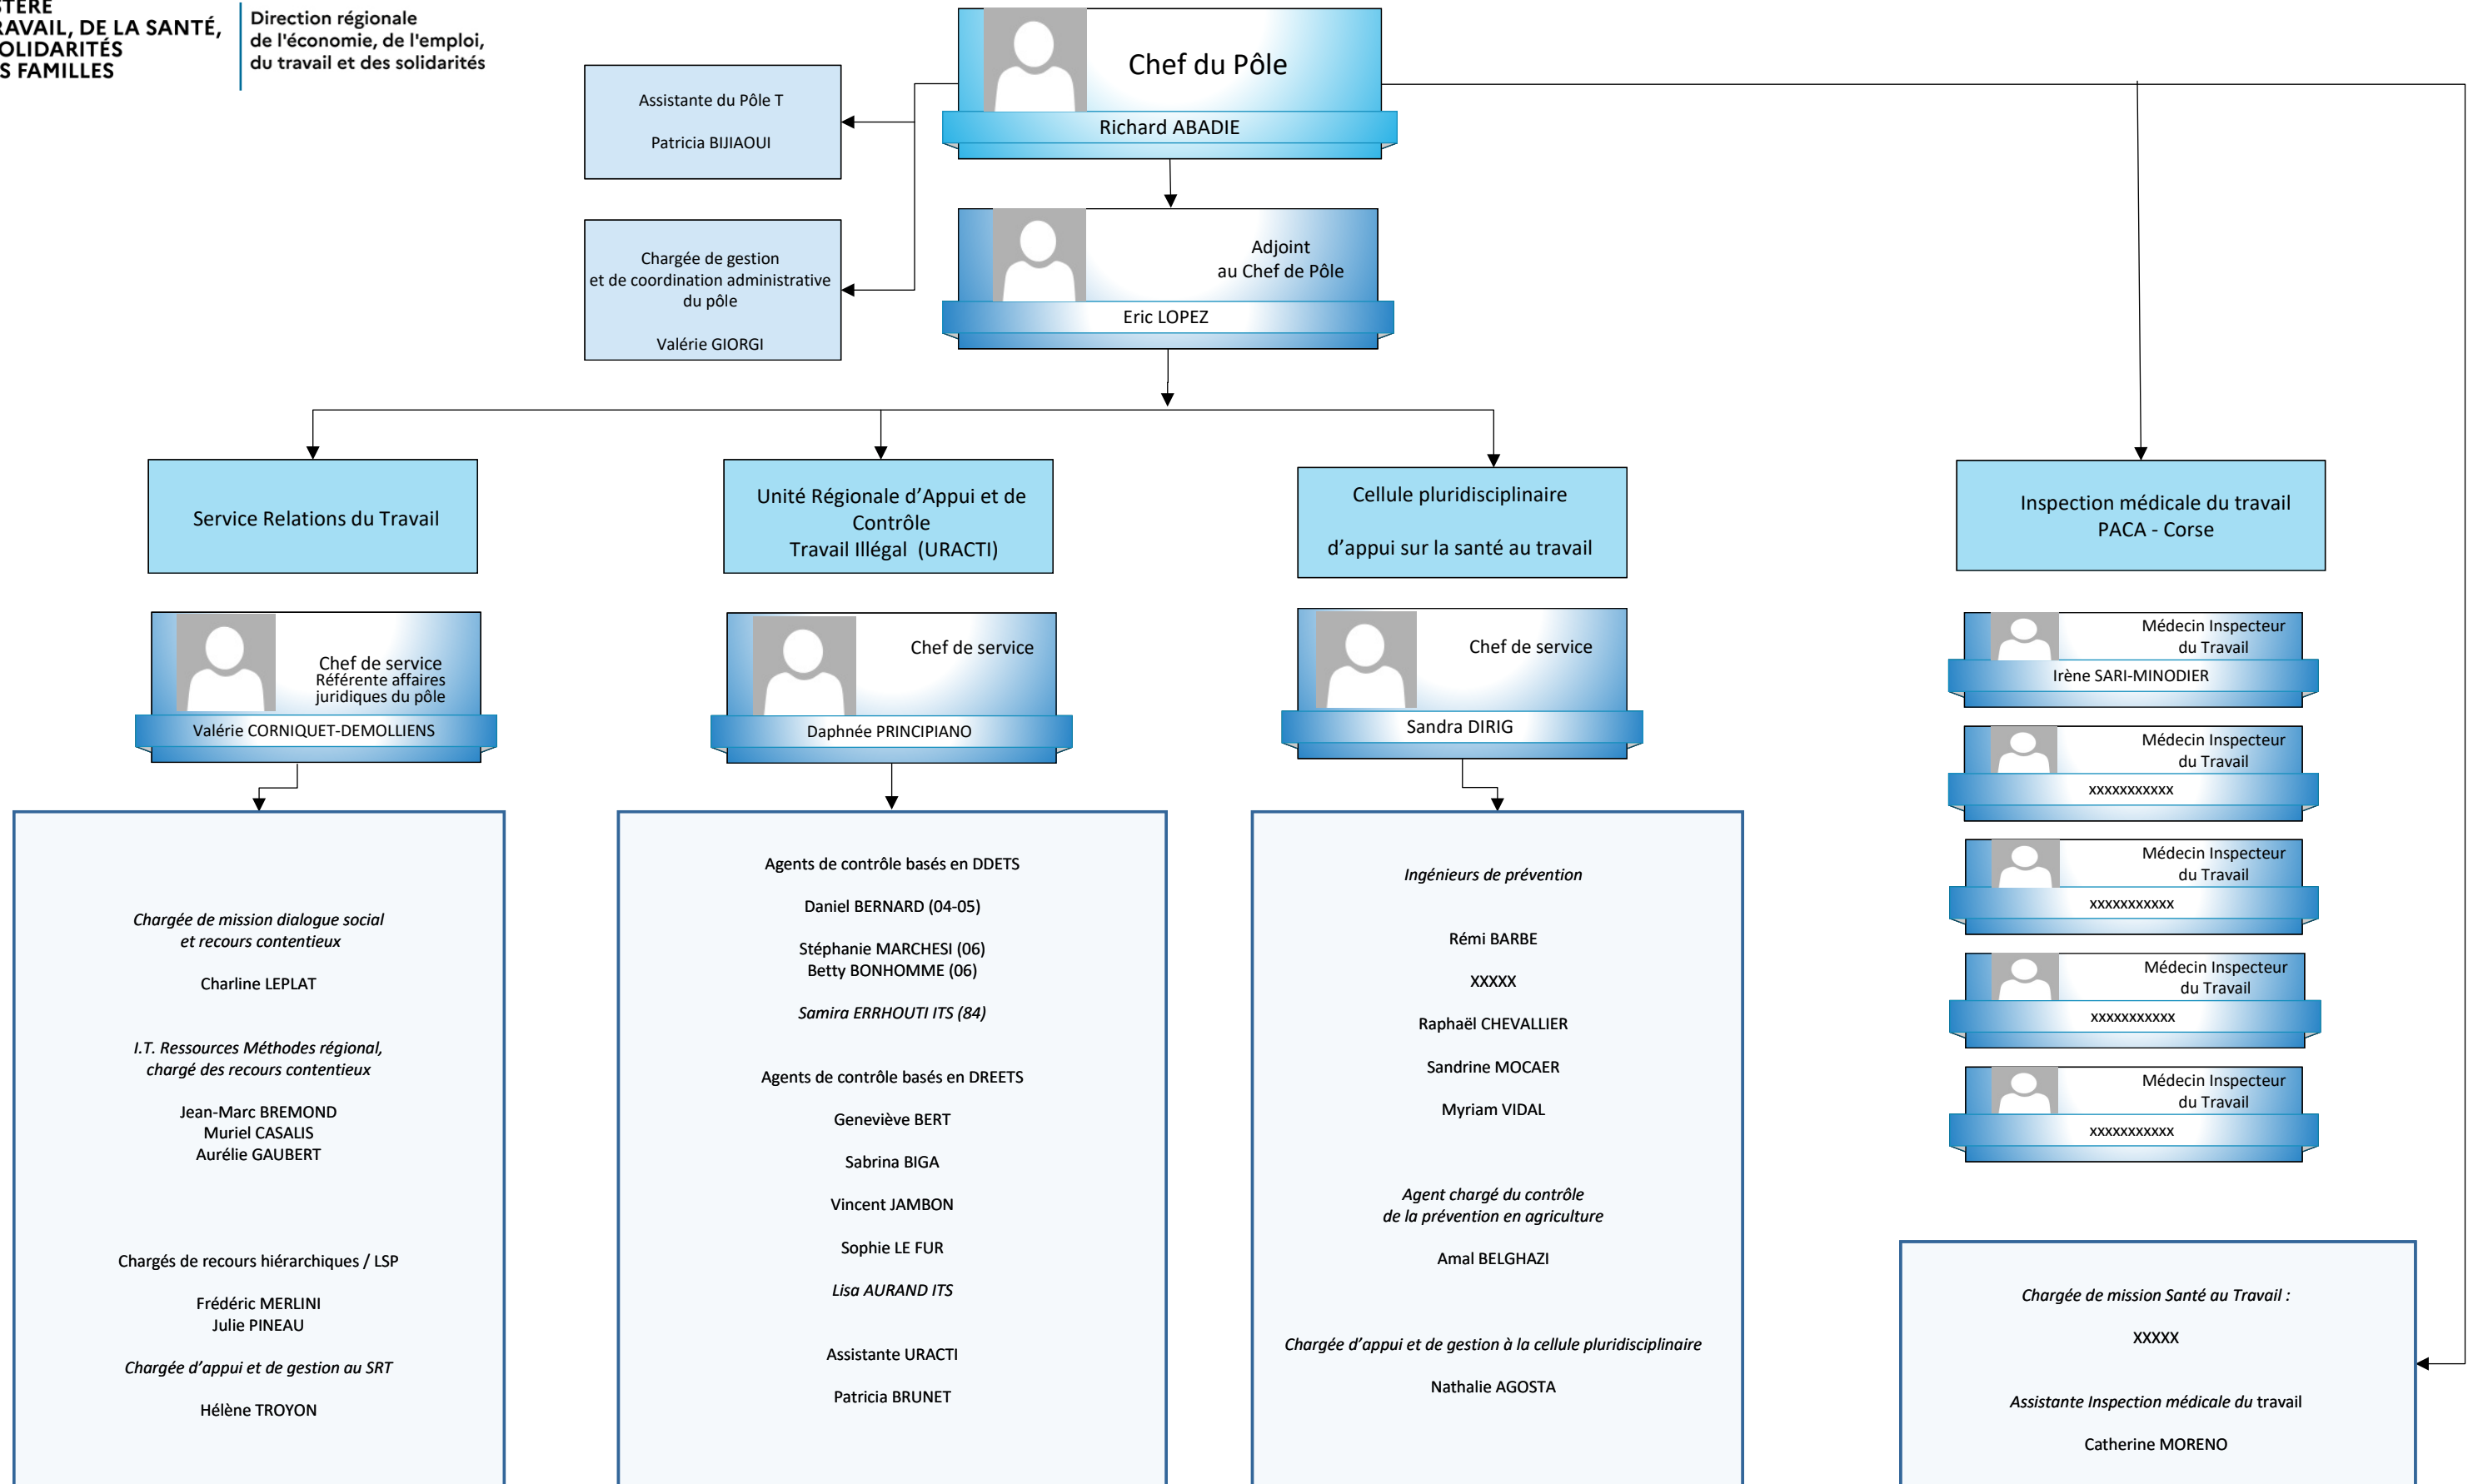 RAVAIL, DE LA SANTÉ,
OLIDARITÉS
S FAMILLES
Direction régionale
de l'économie, de l'emploi,
du travail et des solidarités
Chef du Pôle
Richard ABADIE
Assistante du Pôle T
Patricia BIJIAOUI
Chargée de gestion
et de coordination administrative
du pôle
Valérie GIORGI
Adjoint
au Chef de Pôle
Eric LOPEZ
Service Relations du Travail
Chef de service
Référente affaires
juridiques du pôle
Valérie CORNIQUET-DEMOLLIENS
Chargée de mission dialogue social
et recours contentieux
Charline LEPLAT
I.T. Ressources Méthodes régional,
chargé des recours contentieux
Jean-Marc BREMOND
Muriel CASALIS
Aurélie GAUBERT
Chargés de recours hiérarchiques / LSP
Frédéric MERLINI
Julie PINEAU
Chargée d’appui et de gestion au SRT
Hélène TROYON
Unité Régionale d’Appui et de
Contrôle
Travail Illégal (URACTI)
Chef de service
Daphnée PRINCIPIANO
Agents de contrôle basés en DDETS
Daniel BERNARD (04-05)
Stéphanie MARCHESI (06)
Betty BONHOMME (06)
Samira ERRHOUTI ITS (84)
Agents de contrôle basés en DREETS
Geneviève BERT
Sabrina BIGA
Vincent JAMBON
Sophie LE FUR
Lisa AURAND ITS
Assistante URACTI
Patricia BRUNET
Cellule pluridisciplinaire
d’appui sur la santé au travail
Chef de service
Sandra DIRIG
Ingénieurs de prévention
Rémi BARBE
XXXXX
Raphaël CHEVALLIER
Sandrine MOCAER
Myriam VIDAL
Agent chargé du contrôle
de la prévention en agriculture
Amal BELGHAZI
Chargée d’appui et de gestion à la cellule pluridisciplinaire
Nathalie AGOSTA
Inspection médicale du travail
PACA - Corse
Médecin Inspecteur
du Travail
Irène SARI-MINODIER
Médecin Inspecteur
du Travail
xxxxxxxxxxx
Médecin Inspecteur
du Travail
xxxxxxxxxxx
Médecin Inspecteur
du Travail
xxxxxxxxxxx
Médecin Inspecteur
du Travail
xxxxxxxxxxx
Chargée de mission Santé au Travail :
XXXXX
Assistante Inspection médicale du travail
Catherine MORENO